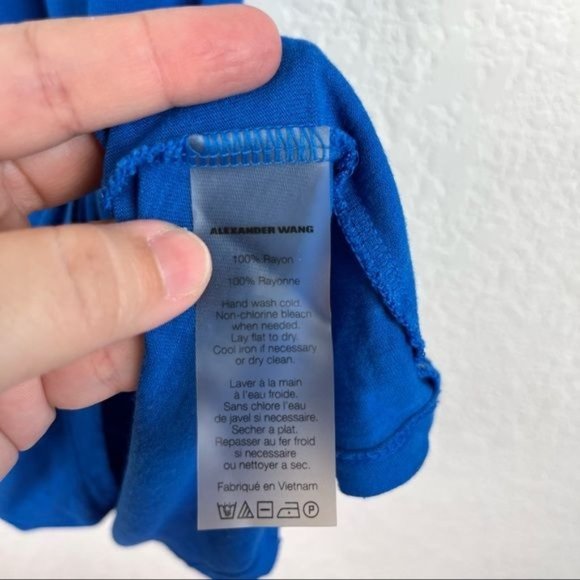 ALEXANDER WANG
100% Rayon
100% Rayonne
Hand wash cold.
Non-chlorine bleach
when needed.
Lay flat to dry.
Cool iron if necessary
or dry clean.
Laver à la main
à l'eau froide.
Sans chlore l'eau
de javel si necessaire.
Secher a plat.
Repasser au fer froid
si necessaire
ou nettoyer a sec.
Fabriqué en Vietnam
P